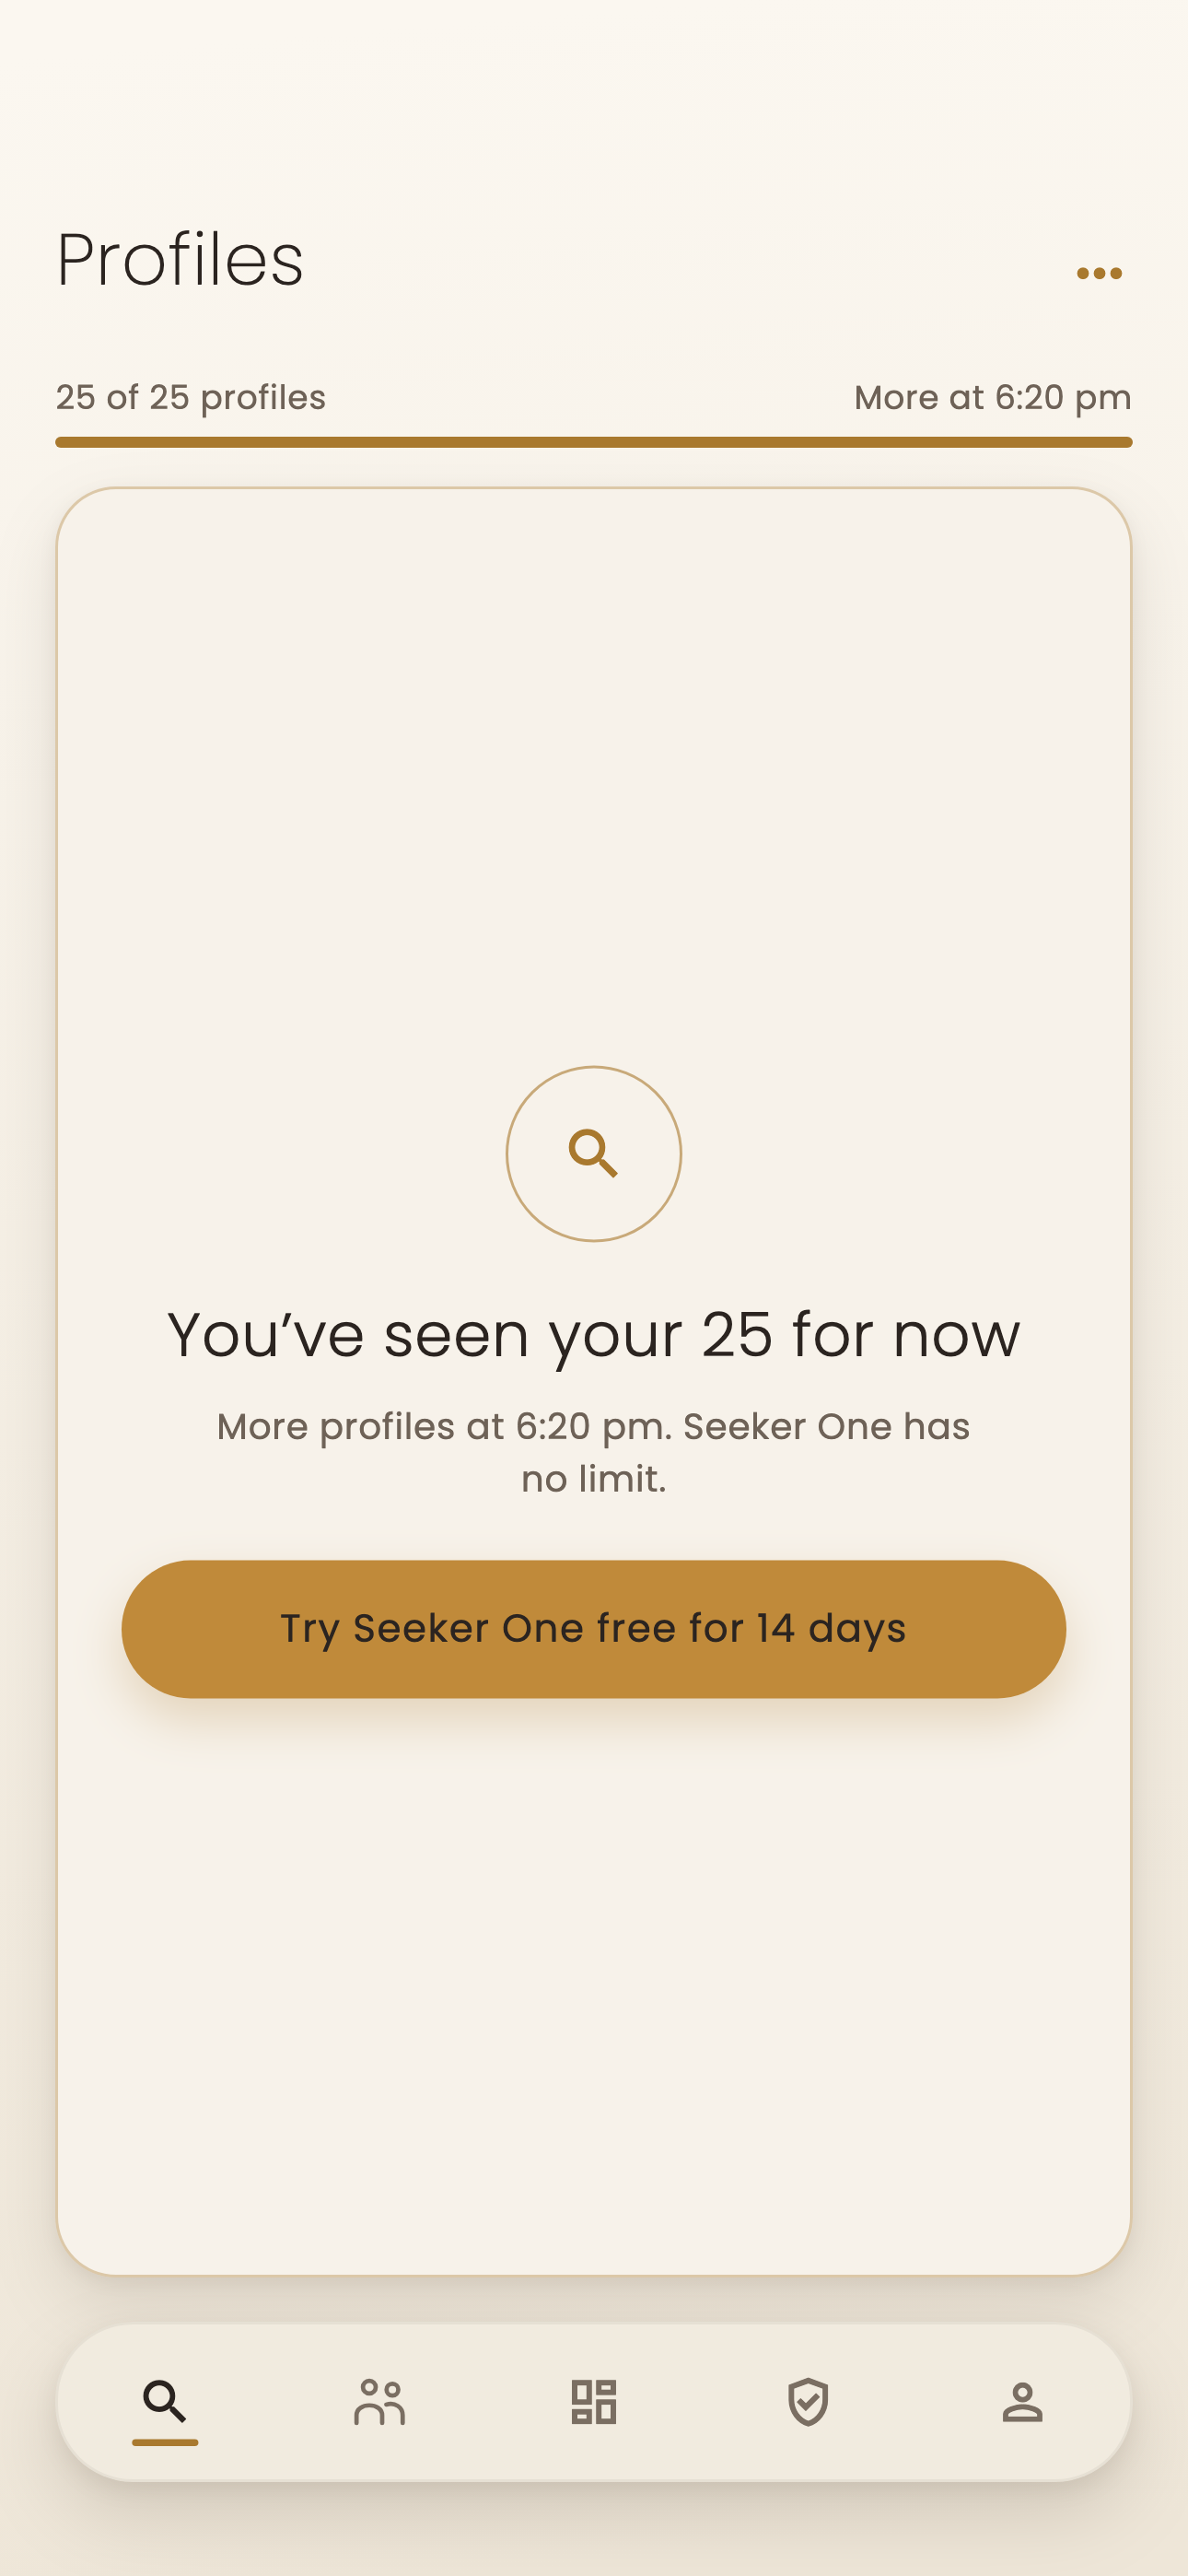 Profiles
25 of 25 profiles
More at 6:20 pm
You’ve seen your 25 for now
More profiles at 6:20 pm. Seeker One has
no limit.
Try Seeker One free for 14 days